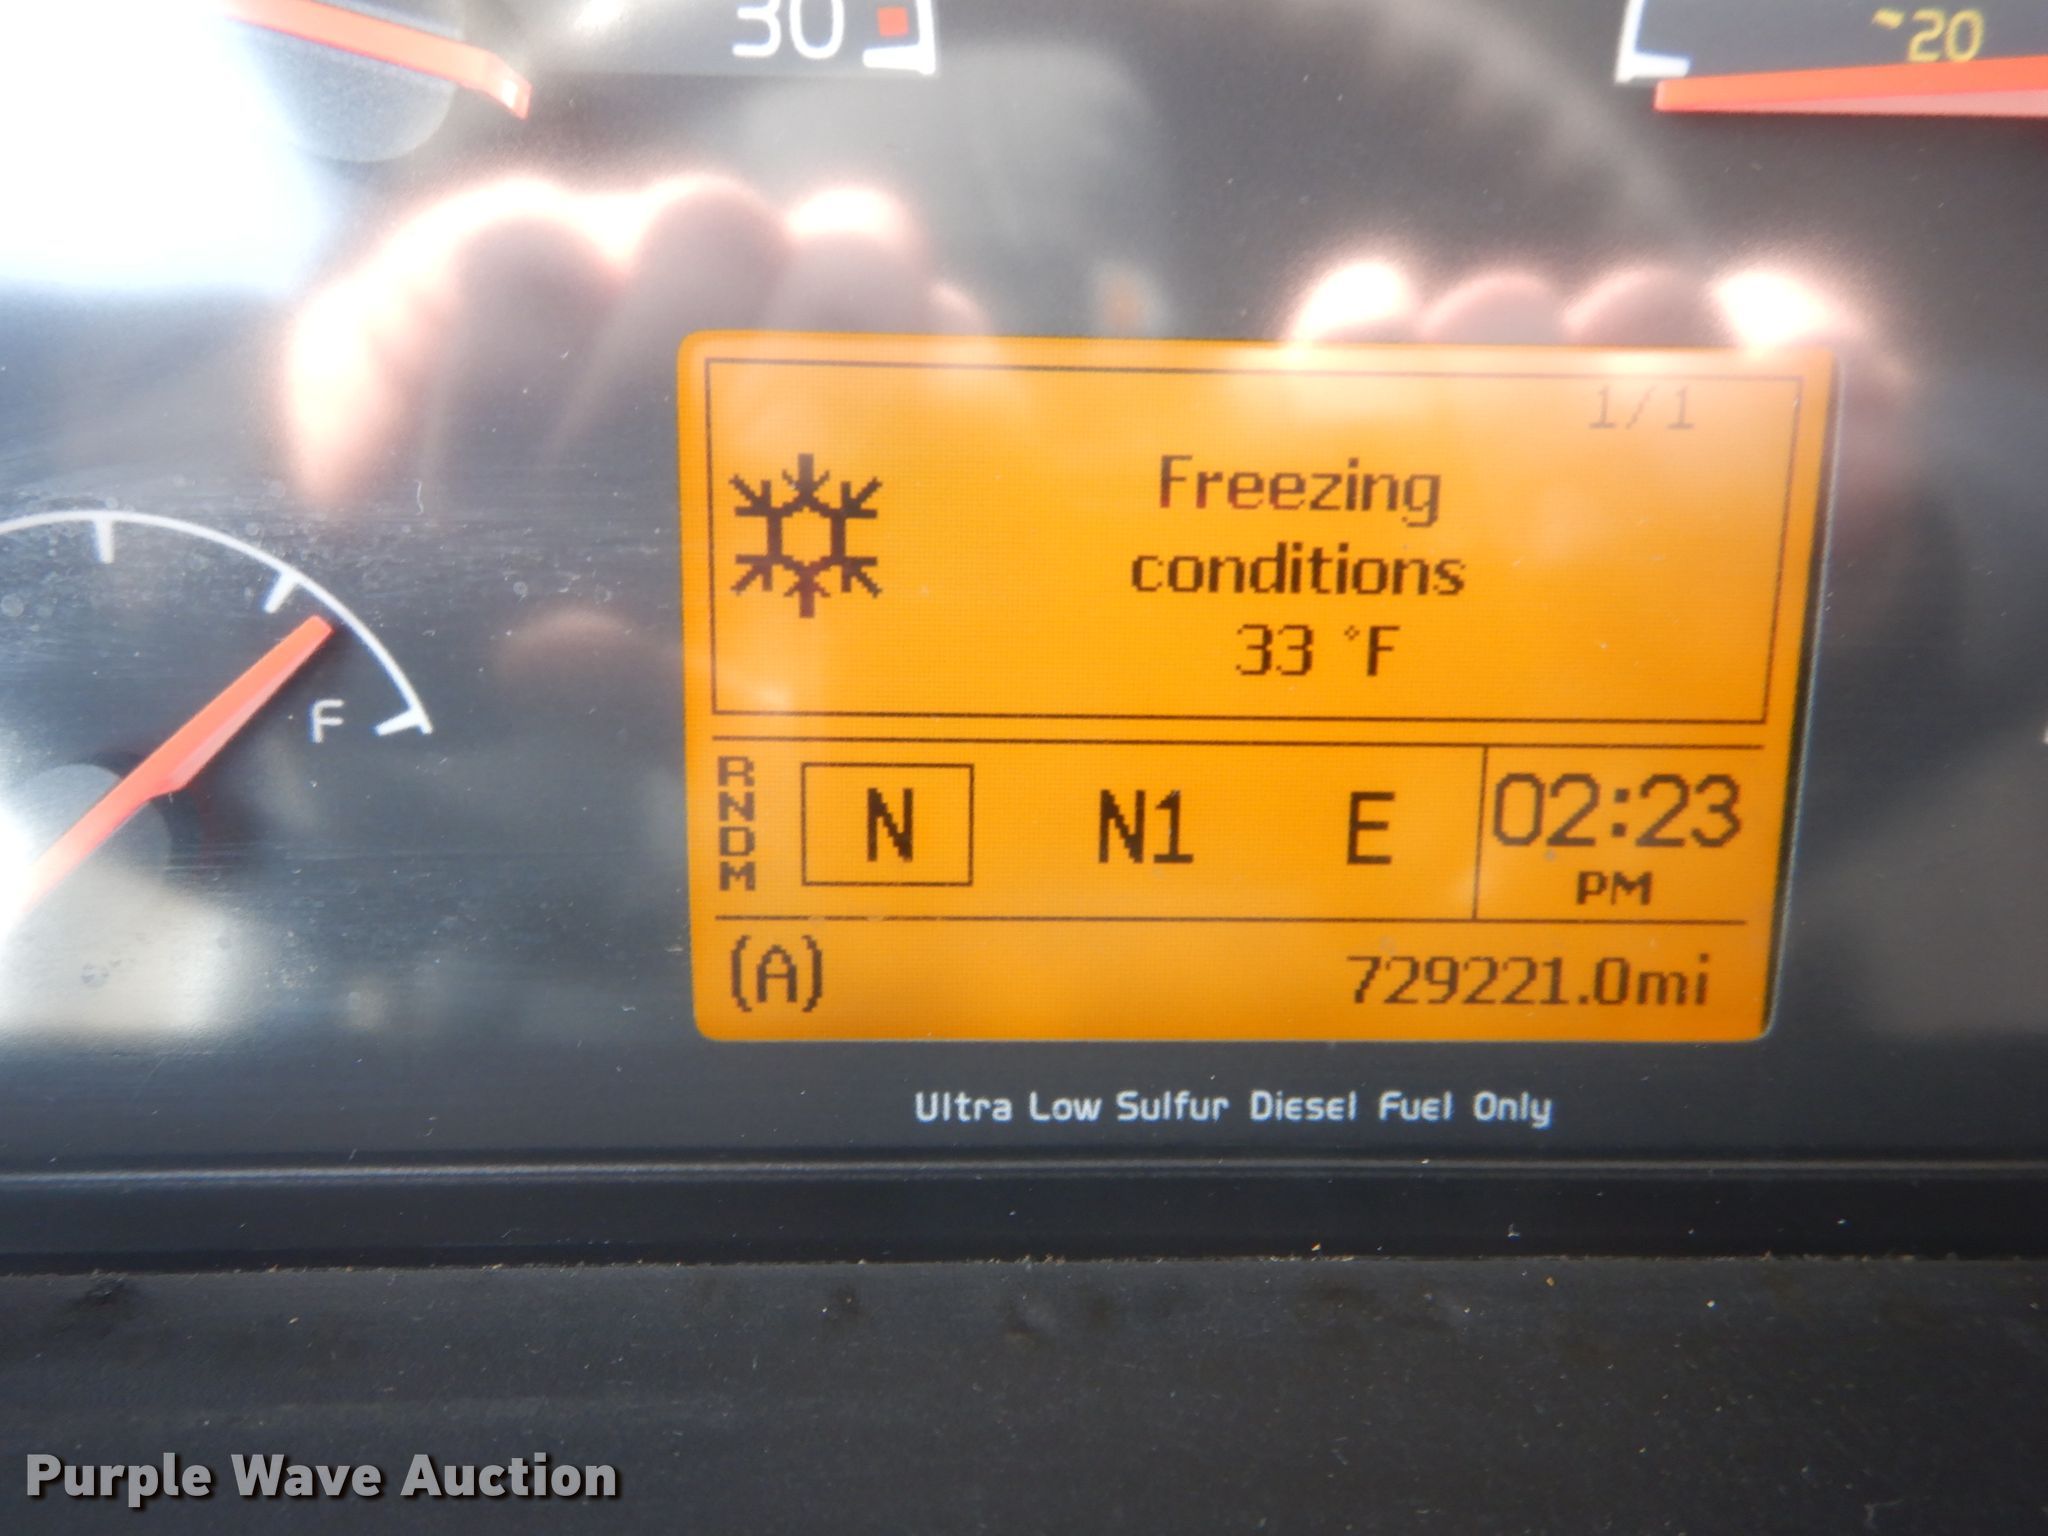 30
~20
1/1
Freezing
conditions
33 °F
F
RNDM
N N1 E
02:23
PM
(A) 729221.0mi
Ultra Low Sulfur Diesel Fuel Only
Purple Wave Auction